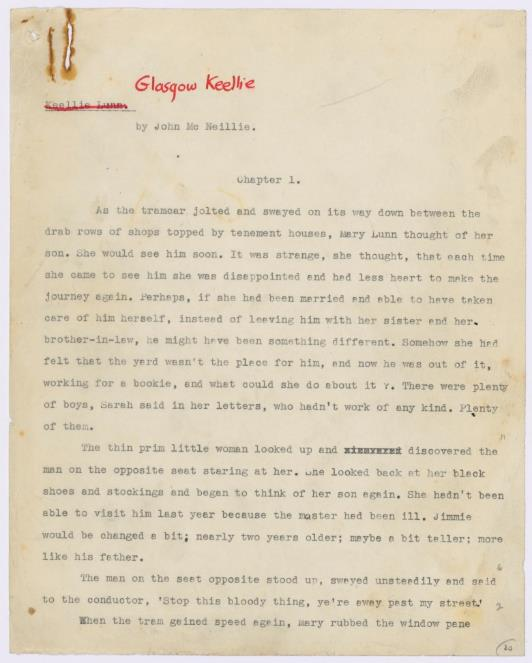 Glasgow Keellie
Keellie Lunn.
by John Mc Neillie.
Chapter 1.
As the tramcar jolted and swayed on its way down between the
drab rows of shops topped by tenement houses, Mary Lunn thought of her
son. She would see him soon. It was strange, she thought, that each time
she came to see him she was disappointed and had less heart to make the
journey again. Perhaps, if she had been married and able to have taken
care of him herself, instead of leaving him with her sister and her
brother-in-law, he might have been something different. Somehow she had
felt that the yard wasn't the place for him, and now he was out of it,
working for a bookie, and what could she do about it ?. There were plenty
of boys, Sarah said in her letters, who hadn't work of any kind. Plenty
of them.
The thin prim little woman looked up and discovered the
man on the opposite seat staring at her. She looked back at her black
shoes and stockings and began to think of her son again. She hadn't been
able to visit him last year because the master had been ill. Jimmie
would be changed a bit; nearly two years older; maybe a bit taller; more
like his father.
The man on the seat opposite stood up, swayed unsteadily and said
to the conductor, 'Stop this bloody thing, ye're away past my street.'
When the tram gained speed again, mary rubbed the window pane
20